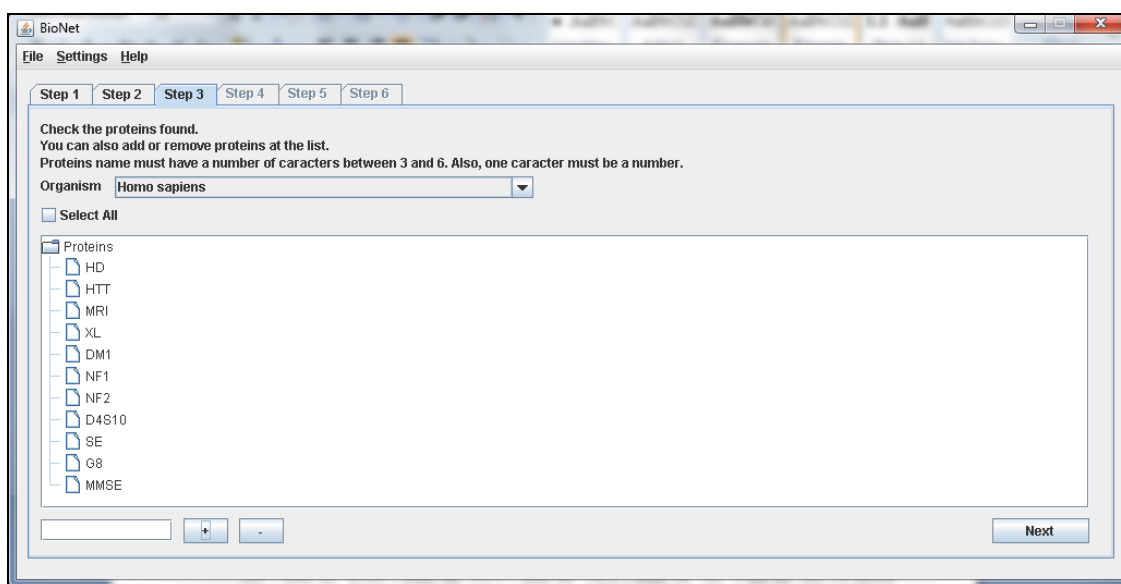 BioNet
File Settings Help
Step 1 Step 2 Step 3 Step 4 Step 5 Step 6
Check the proteins found.
You can also add or remove proteins at the list.
Proteins name must have a number of caracters between 3 and 6. Also, one caracter must be a number.
Organism Homo sapiens
Select All
Proteins
HD
HTT
MRI
XL
DM1
NF1
NF2
D4S10
SE
G8
MMSE
+ - Next